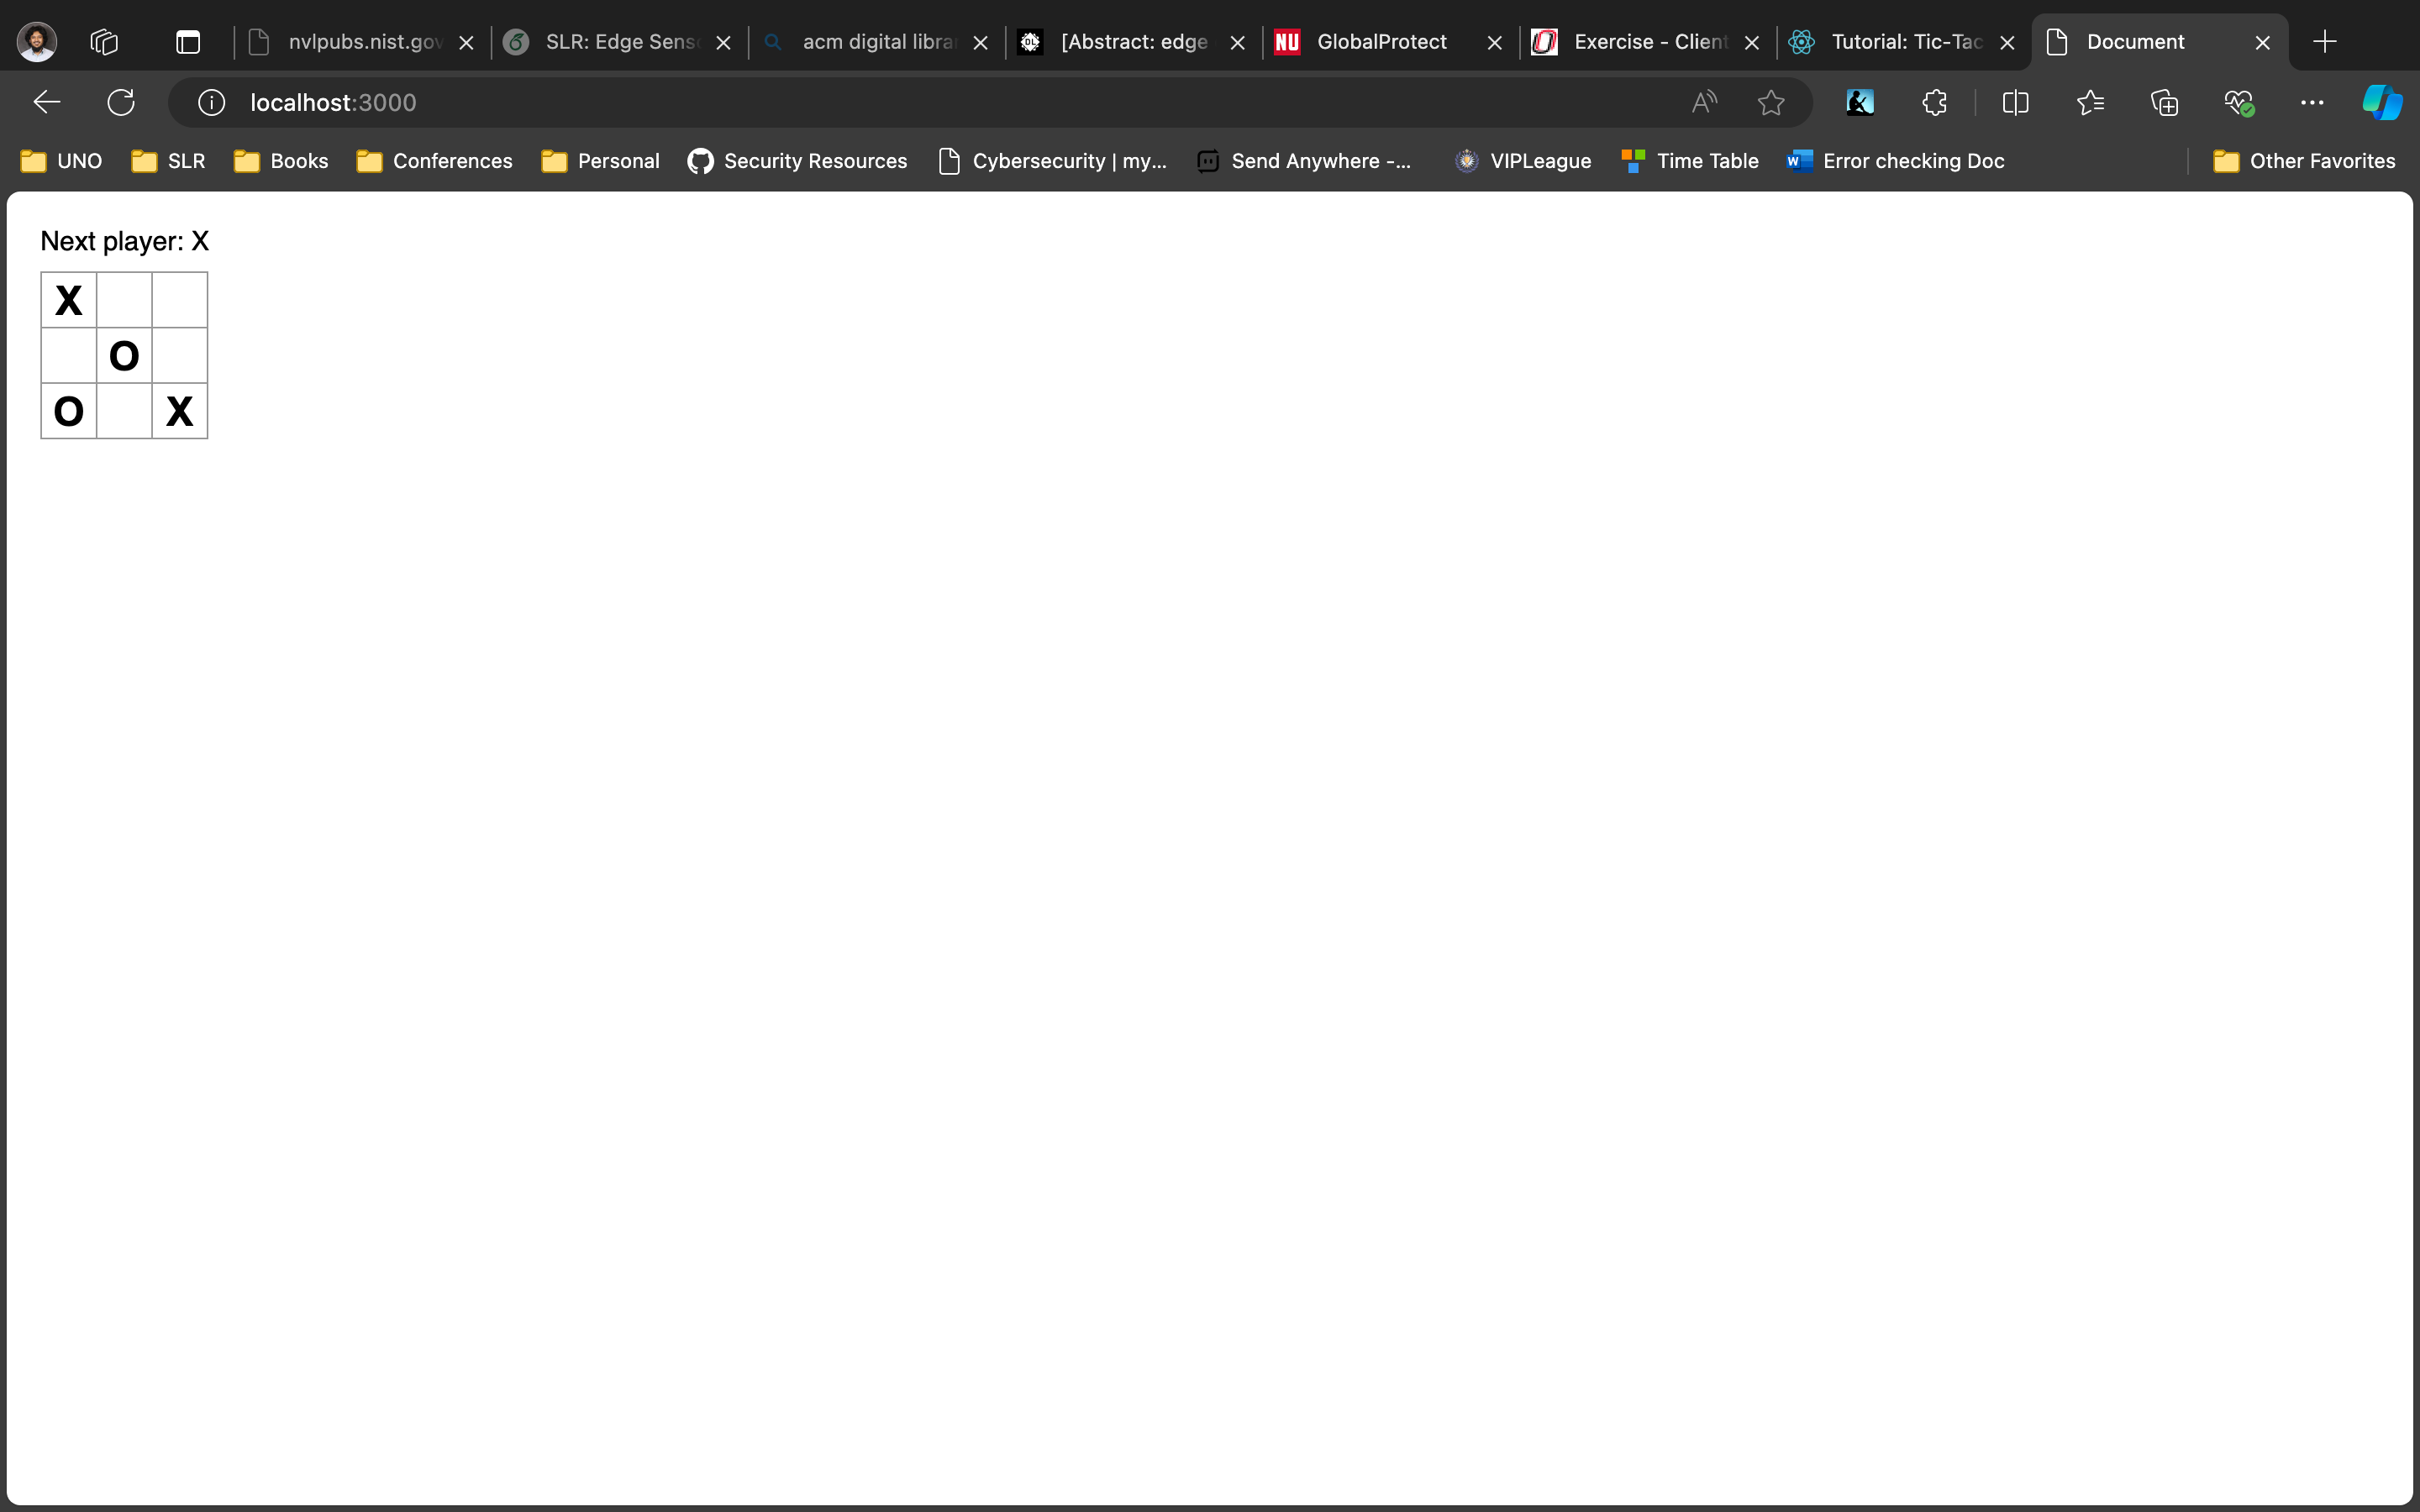 nvlpubs.nist.gov SLR: Edge Sens acm digital libra [Abstract: edge NU GlobalProtect Exercise - Client Tutorial: Tic-Tac Document
localhost:3000
UNO SLR Books Conferences Personal Security Resources Cybersecurity | my... Send Anywhere -... VIPLeague Time Table Error checking Doc Other Favorites
Next player: X
X
O
O X